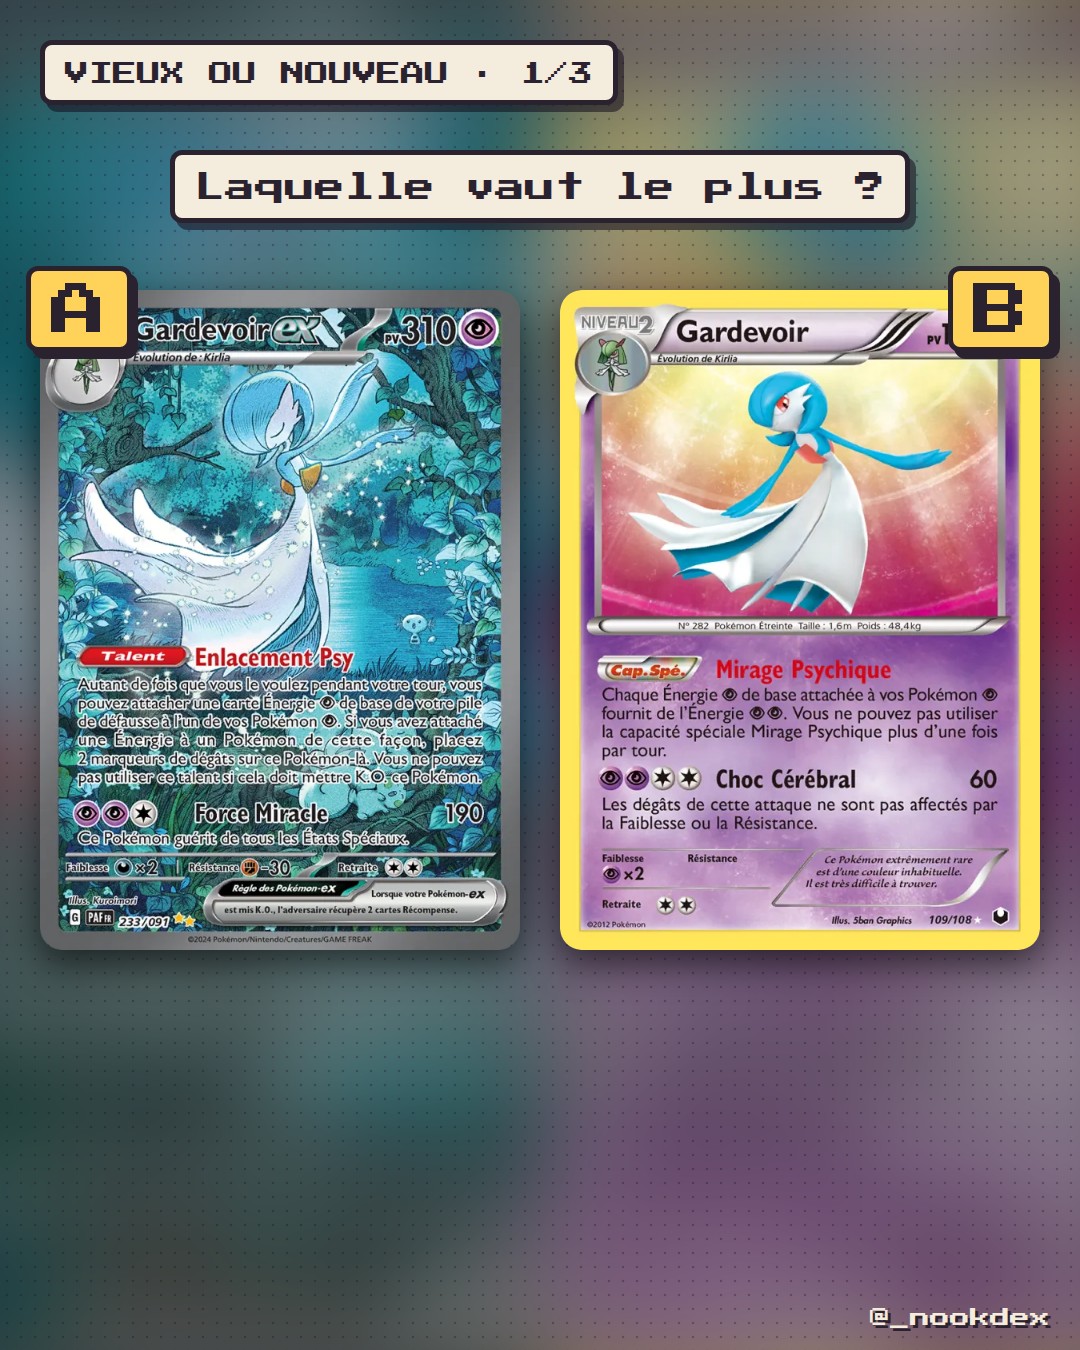 VIEUX OU NOUVEAU · 1/3
Laquelle vaut le plus ?
A
Gardevoir ex
PV 310
Évolution de : Kirlia
Talent Enlacement Psy
Autant de fois que vous le voulez pendant votre tour, vous
pouvez attacher une carte Énergie de base de votre pile
de défausse à l'un de vos Pokémon . Si vous avez attaché
une Énergie à un Pokémon de cette façon, placez
2 marqueurs de dégâts sur ce Pokémon-là. Vous ne pouvez
pas utiliser ce talent si cela doit mettre K.O. ce Pokémon.
Force Miracle 190
Ce Pokémon guérit de tous les États Spéciaux.
Faiblesse ×2 Résistance -30 Retraite
Illus. Kuroimori
Règle des Pokémon-ex Lorsque votre Pokémon-ex
est mis K.O., l'adversaire récupère 2 cartes Récompense.
G PAF FR 233/091
©2024 Pokémon/Nintendo/Creatures/GAME FREAK
B
NIVEAU 2 Gardevoir
PV
Évolution de Kirlia
N° 282 Pokémon Étreinte Taille : 1,6m Poids : 48,4kg
Cap. Spé. Mirage Psychique
Chaque Énergie de base attachée à vos Pokémon
fournit de l'Énergie . Vous ne pouvez pas utiliser
la capacité spéciale Mirage Psychique plus d'une fois
par tour.
Choc Cérébral 60
Les dégâts de cette attaque ne sont pas affectés par
la Faiblesse ou la Résistance.
Faiblesse Résistance
×2
Retraite
Ce Pokémon extrêmement rare
est d'une couleur inhabituelle.
Il est très difficile à trouver.
©2012 Pokémon
Illus. 5ban Graphics 109/108
@_nookdex